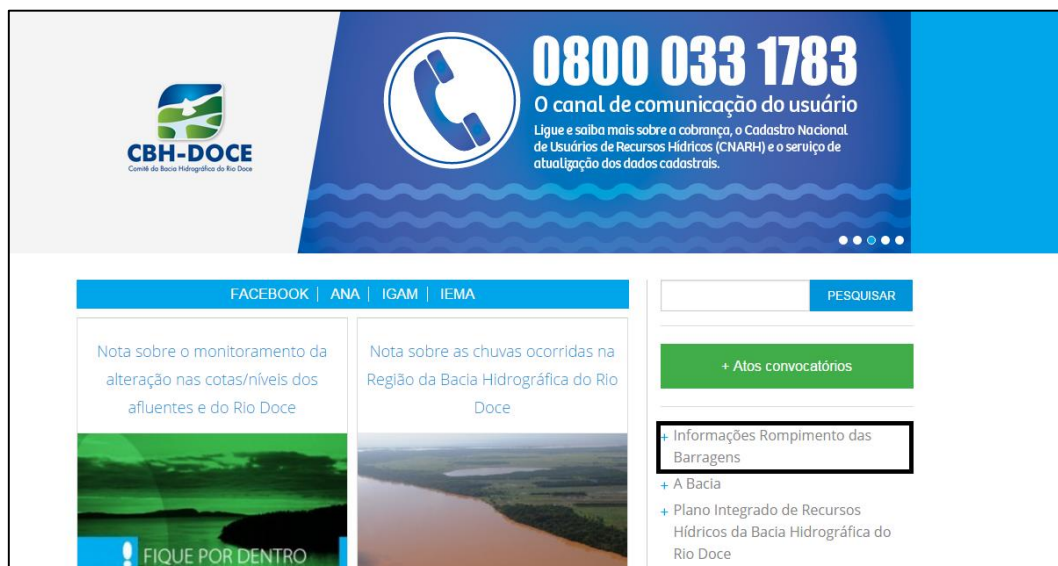 CBH-DOCE
Comitê da Bacia Hidrográfica do Rio Doce
0800 033 1783
O canal de comunicação do usuário
Ligue e saiba mais sobre a cobrança, o Cadastro Nacional
de Usuários de Recursos Hídricos (CNARH) e o serviço de
atualização dos dados cadastrais.
FACEBOOK | ANA | IGAM | IEMA
Nota sobre o monitoramento da
alteração nas cotas/níveis dos
afluentes e do Rio Doce
! FIQUE POR DENTRO
Nota sobre as chuvas ocorridas na
Região da Bacia Hidrográfica do Rio
Doce
PESQUISAR
+ Atos convocatórios
+ Informações Rompimento das
Barragens
+ A Bacia
+ Plano Integrado de Recursos
Hídricos da Bacia Hidrográfica do
Rio Doce